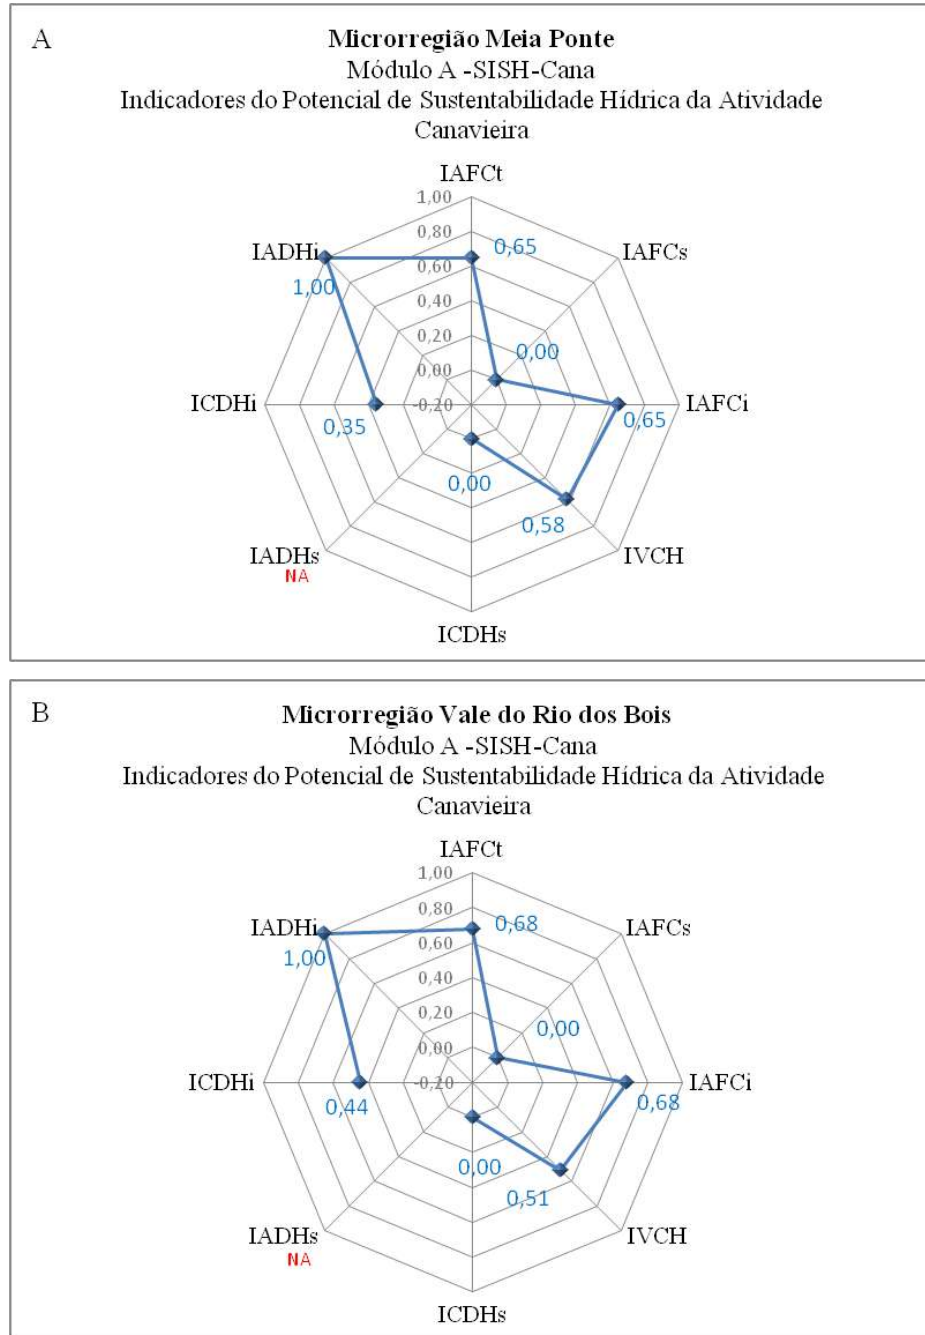 A
Microrregião Meia Ponte
Módulo A -SISH-Cana
Indicadores do Potencial de Sustentabilidade Hídrica da Atividade
Canavieira
IAFCt
1,00
0,80
0,60
0,40
0,20
0,00
-0,20
IADHi
1,00
0,65
IAFCs
0,00
ICDHi
0,35
IAFCi
0,65
0,00
0,58
IADHs
NA
IVCH
ICDHs
B
Microrregião Vale do Rio dos Bois
Módulo A -SISH-Cana
Indicadores do Potencial de Sustentabilidade Hídrica da Atividade
Canavieira
IAFCt
1,00
0,80
0,60
0,40
0,20
0,00
-0,20
IADHi
1,00
0,68
IAFCs
0,00
ICDHi
0,44
IAFCi
0,68
0,00
0,51
IADHs
NA
IVCH
ICDHs